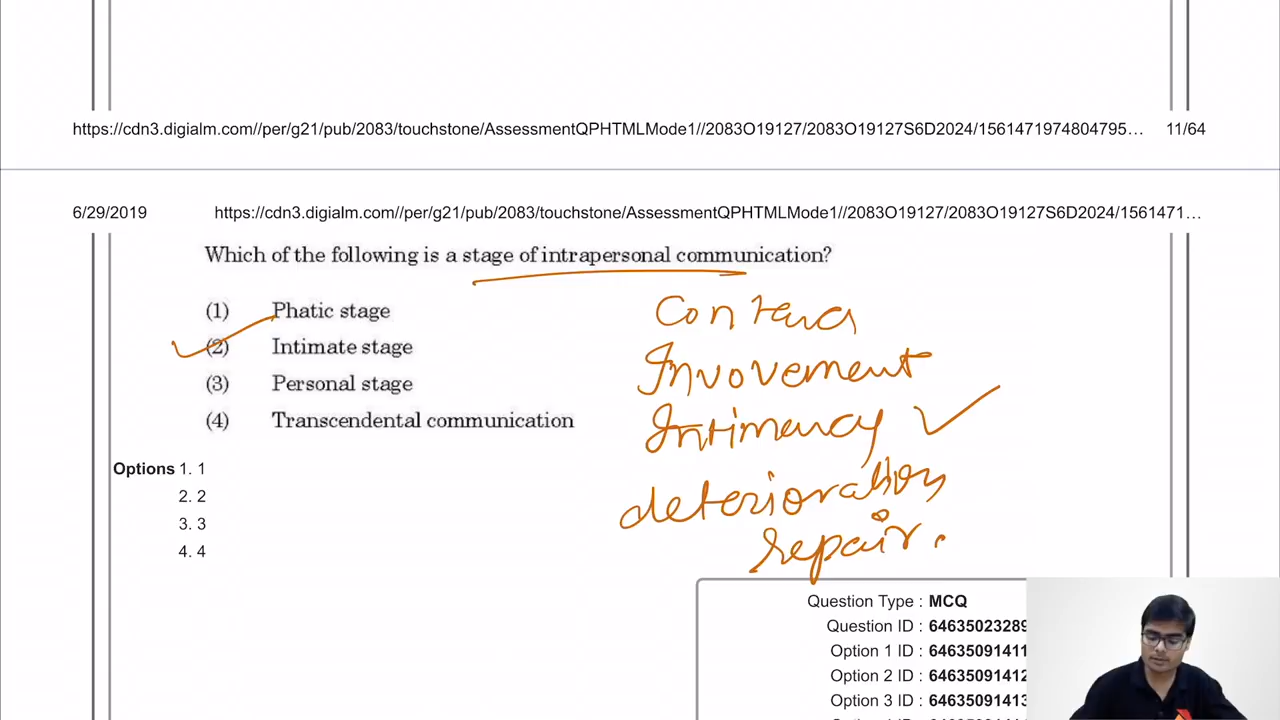 https://cdn3.digialm.com//per/g21/pub/2083/touchstone/AssessmentQPHTMLMode1//2083O19127/2083O19127S6D2024/1561471974804795… 11/64
6/29/2019 https://cdn3.digialm.com//per/g21/pub/2083/touchstone/AssessmentQPHTMLMode1//2083O19127/2083O19127S6D2024/1561471…
Which of the following is a stage of intrapersonal communication?
(1) Phatic stage
(2) Intimate stage
(3) Personal stage
(4) Transcendental communication
Involvement
Intimency
deterioration
repair.
Options 1. 1
2. 2
3. 3
4. 4
Question Type : MCQ
Question ID : 64635023289
Option 1 ID : 64635091411
Option 2 ID : 64635091412
Option 3 ID : 64635091413